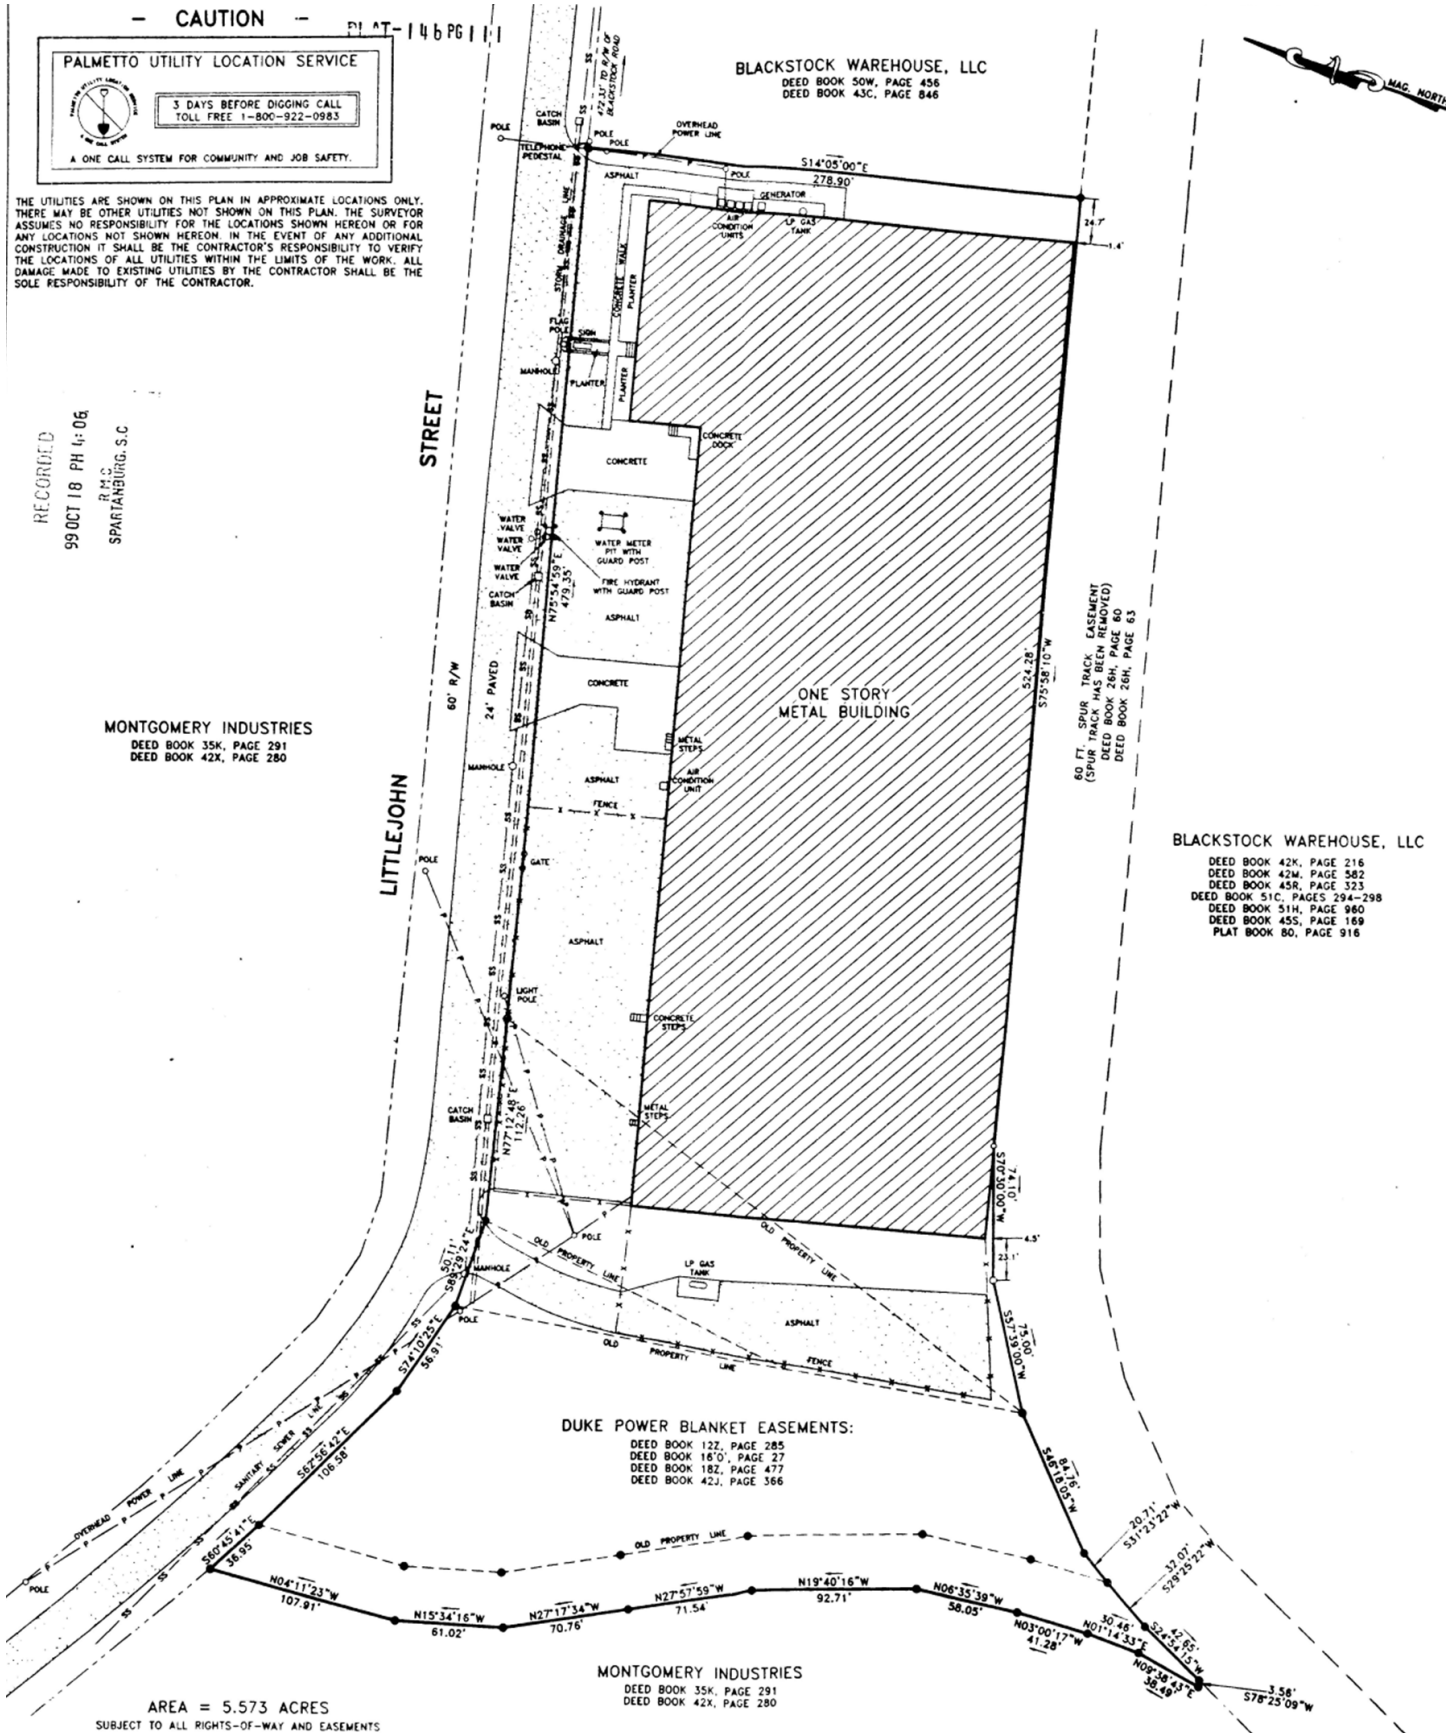 - CAUTION -
PLAT-146PG111
PALMETTO UTILITY LOCATION SERVICE
PALMETTO UTILITY LOCATION SERVICE
A ONE CALL SYSTEM
3 DAYS BEFORE DIGGING CALL
TOLL FREE 1-800-922-0983
A ONE CALL SYSTEM FOR COMMUNITY AND JOB SAFETY.
THE UTILITIES ARE SHOWN ON THIS PLAN IN APPROXIMATE LOCATIONS ONLY.
THERE MAY BE OTHER UTILITIES NOT SHOWN ON THIS PLAN. THE SURVEYOR
ASSUMES NO RESPONSIBILITY FOR THE LOCATIONS SHOWN HEREON OR FOR
ANY LOCATIONS NOT SHOWN HEREON. IN THE EVENT OF ANY ADDITIONAL
CONSTRUCTION IT SHALL BE THE CONTRACTOR'S RESPONSIBILITY TO VERIFY
THE LOCATIONS OF ALL UTILITIES WITHIN THE LIMITS OF THE WORK. ALL
DAMAGE MADE TO EXISTING UTILITIES BY THE CONTRACTOR SHALL BE THE
SOLE RESPONSIBILITY OF THE CONTRACTOR.
RECORDED
99 OCT 18 PH 4:06
R.M.C.
SPARTANBURG, S.C
472.33' TO R/W OF
BLACKSTOCK ROAD
BLACKSTOCK WAREHOUSE, LLC
DEED BOOK 50W, PAGE 456
DEED BOOK 43C, PAGE 846
MAG. NORTH
CATCH
BASIN
POLE
POLE
POLE
TELEPHONE
PEDESTAL
OVERHEAD
POWER LINE
S14°05'00"E
278.90'
ASPHALT
POLE
GENERATOR
AIR
CONDITION
UNITS
LP GAS
TANK
24.7'
1.4'
STORM DRAINAGE LINE
CONCRETE WALK
PLANTER
FLAG
POLE
SIGN
MANHOLE
PLANTER
PLANTER
CONCRETE
DOCK
CONCRETE
STREET
LITTLEJOHN
60' R/W
24' PAVED
WATER
VALVE
WATER
VALVE
WATER
VALVE
CATCH
BASIN
N75°54'59"E
479.35'
WATER METER
PIT WITH
GUARD POST
FIRE HYDRANT
WITH GUARD POST
ASPHALT
CONCRETE
MANHOLE
METAL
STEPS
AIR
CONDITION
UNIT
ASPHALT
FENCE
GATE
POLE
ASPHALT
LIGHT
POLE
CONCRETE
STEPS
METAL
STEPS
CATCH
BASIN
N77°12'48"E
112.26'
ONE STORY
METAL BUILDING
524.28'
S75°58'10"W
60 FT. SPUR TRACK EASEMENT
(SPUR TRACK HAS BEEN REMOVED)
DEED BOOK 26H, PAGE 60
DEED BOOK 26H, PAGE 63
MONTGOMERY INDUSTRIES
DEED BOOK 35K, PAGE 291
DEED BOOK 42X, PAGE 280
BLACKSTOCK WAREHOUSE, LLC
DEED BOOK 42K, PAGE 216
DEED BOOK 42M, PAGE 582
DEED BOOK 45R, PAGE 323
DEED BOOK 51C, PAGES 294-298
DEED BOOK 51H, PAGE 960
DEED BOOK 45S, PAGE 169
PLAT BOOK 80, PAGE 916
74.10'
S70°30'00"W
4.5'
23.1'
POLE
OLD PROPERTY LINE
OLD PROPERTY LINE
50.11'
S89°29'24"E
MANHOLE
POLE
LP GAS
TANK
ASPHALT
OLD PROPERTY LINE
FENCE
75.00'
S57°39'00"W
S74°10'25"E
56.91'
S62°56'42"E
106.58'
SANITARY SEWER LINE
OVERHEAD POWER LINE
POLE
S60°45'41"E
36.95'
DUKE POWER BLANKET EASEMENTS:
DEED BOOK 12Z, PAGE 285
DEED BOOK 16'O', PAGE 27
DEED BOOK 18Z, PAGE 477
DEED BOOK 42J, PAGE 366
84.76'
S46°18'05"W
20.71'
S31°23'22"W
32.07'
S29°25'22"W
42.65'
S24°54'15"W
3.56'
S78°25'09"W
OLD PROPERTY LINE
N04°11'23"W
107.91'
N15°34'16"W
61.02'
N27°17'34"W
70.76'
N27°57'59"W
71.54'
N19°40'16"W
92.71'
N06°35'39"W
58.05'
N03°00'17"W
41.28'
30.46'
N01°14'33"E
N09°38'43"E
38.49'
MONTGOMERY INDUSTRIES
DEED BOOK 35K, PAGE 291
DEED BOOK 42X, PAGE 280
AREA = 5.573 ACRES
SUBJECT TO ALL RIGHTS-OF-WAY AND EASEMENTS